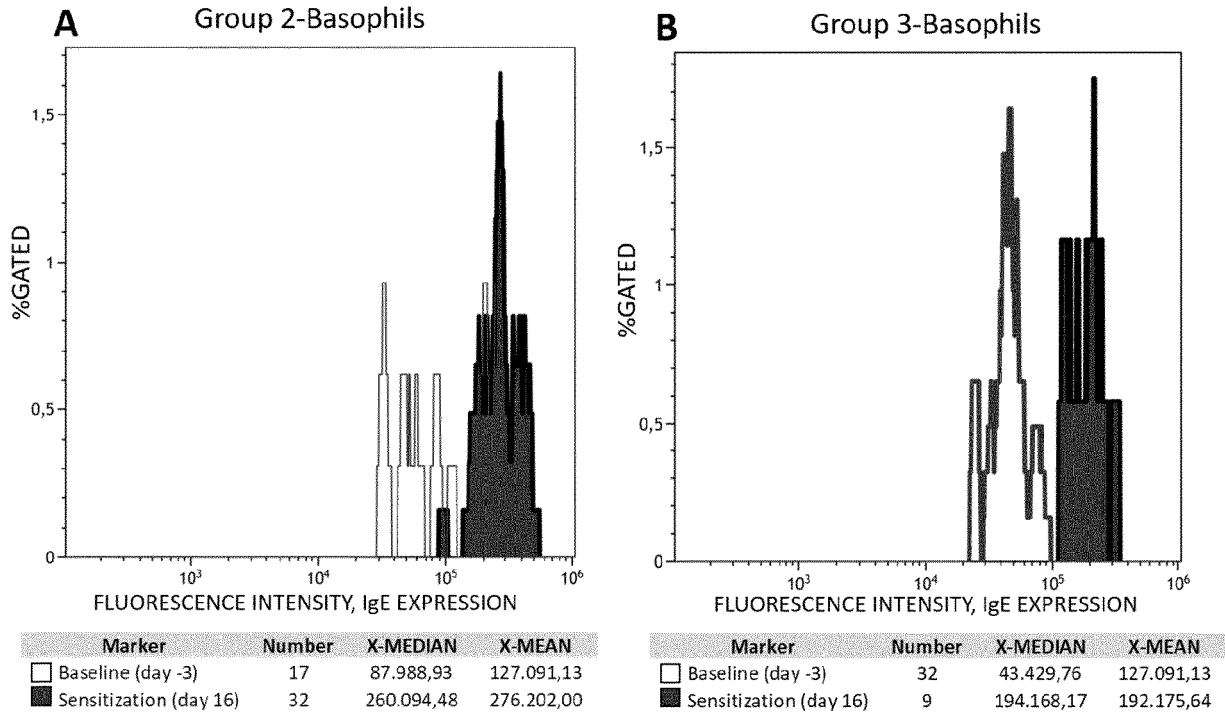 A
Group 2-Basophils
%GATED
1,5
1
0,5
0
10³
10⁴
10⁵
10⁶
FLUORESCENCE INTENSITY, IgE EXPRESSION
Marker Number X-MEDIAN X-MEAN
Baseline (day -3) 17 87.988,93 127.091,13
Sensitization (day 16) 32 260.094,48 276.202,00
B
Group 3-Basophils
%GATED
1,5
1
0,5
0
10³
10⁴
10⁵
10⁶
FLUORESCENCE INTENSITY, IgE EXPRESSION
Marker Number X-MEDIAN X-MEAN
Baseline (day -3) 32 43.429,76 127.091,13
Sensitization (day 16) 9 194.168,17 192.175,64